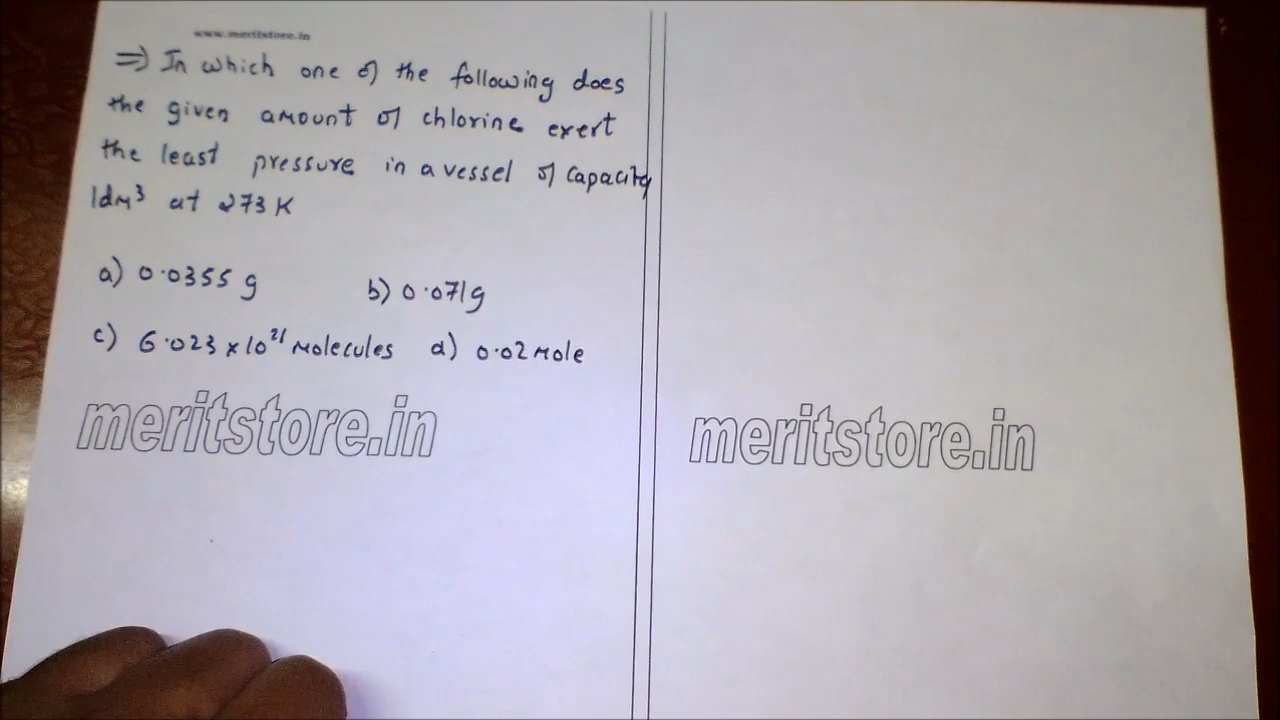 www.meritstore.in
⇒ In which one of the following does
the given amount of chlorine exert
the least pressure in a vessel of capacity
1dm³ at 273 K
a) 0.0355 g b) 0.071g
c) 6.023 x 10²¹ molecules d) 0.02 mole
meritstore.in meritstore.in